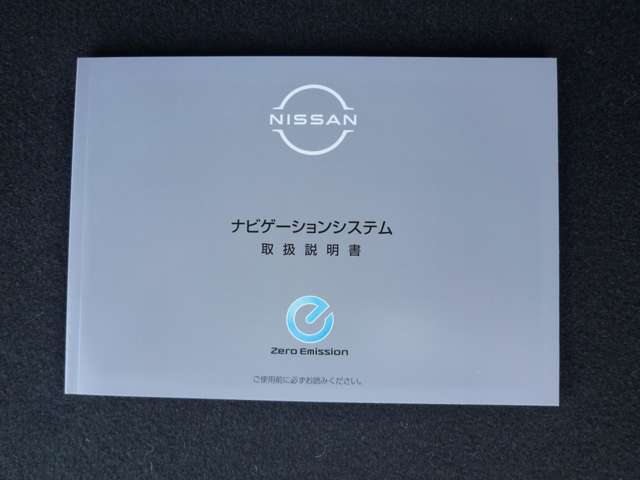 NISSAN
ナビゲーションシステム
取扱説明書
Zero Emission
ご使用前に必ずお読みください。